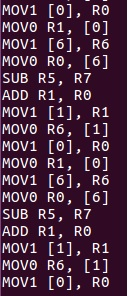 MOV1 [0], R0
MOV0 R1, [0]
MOV1 [6], R6
MOV0 R0, [6]
SUB R5, R7
ADD R1, R0
MOV1 [1], R1
MOV0 R6, [1]
MOV1 [0], R0
MOV0 R1, [0]
MOV1 [6], R6
MOV0 R0, [6]
SUB R5, R7
ADD R1, R0
MOV1 [1], R1
MOV0 R6, [1]
MOV1 [0], R0